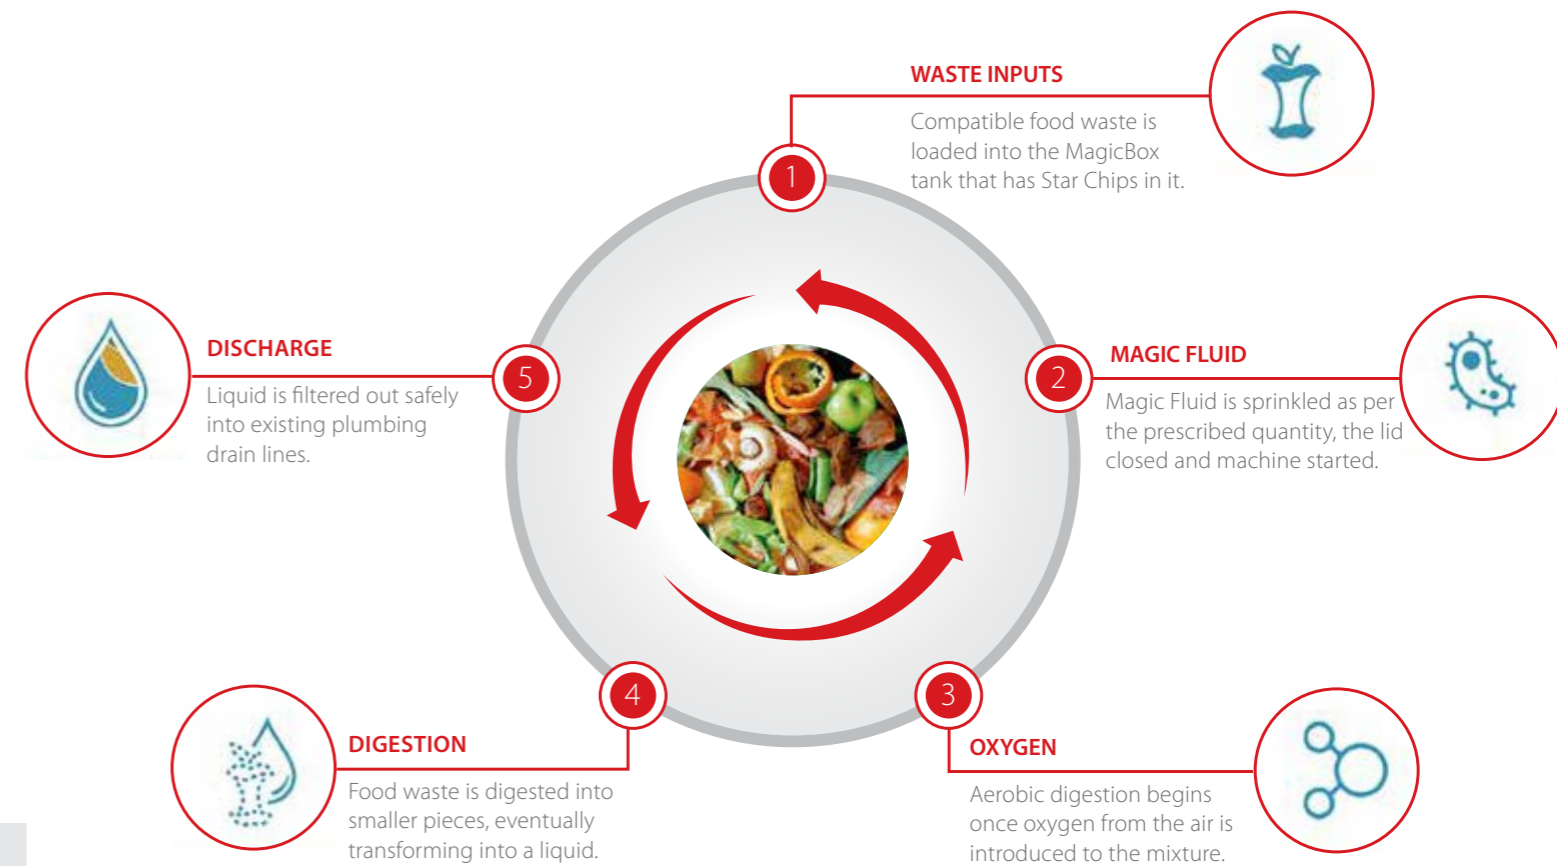 WASTE INPUTS
Compatible food waste is
loaded into the MagicBox
tank that has Star Chips in it.
1
2
MAGIC FLUID
Magic Fluid is sprinkled as per
the prescribed quantity, the lid
closed and machine started.
3
OXYGEN
Aerobic digestion begins
once oxygen from the air is
introduced to the mixture.
4
DIGESTION
Food waste is digested into
smaller pieces, eventually
transforming into a liquid.
5
DISCHARGE
Liquid is filtered out safely
into existing plumbing
drain lines.